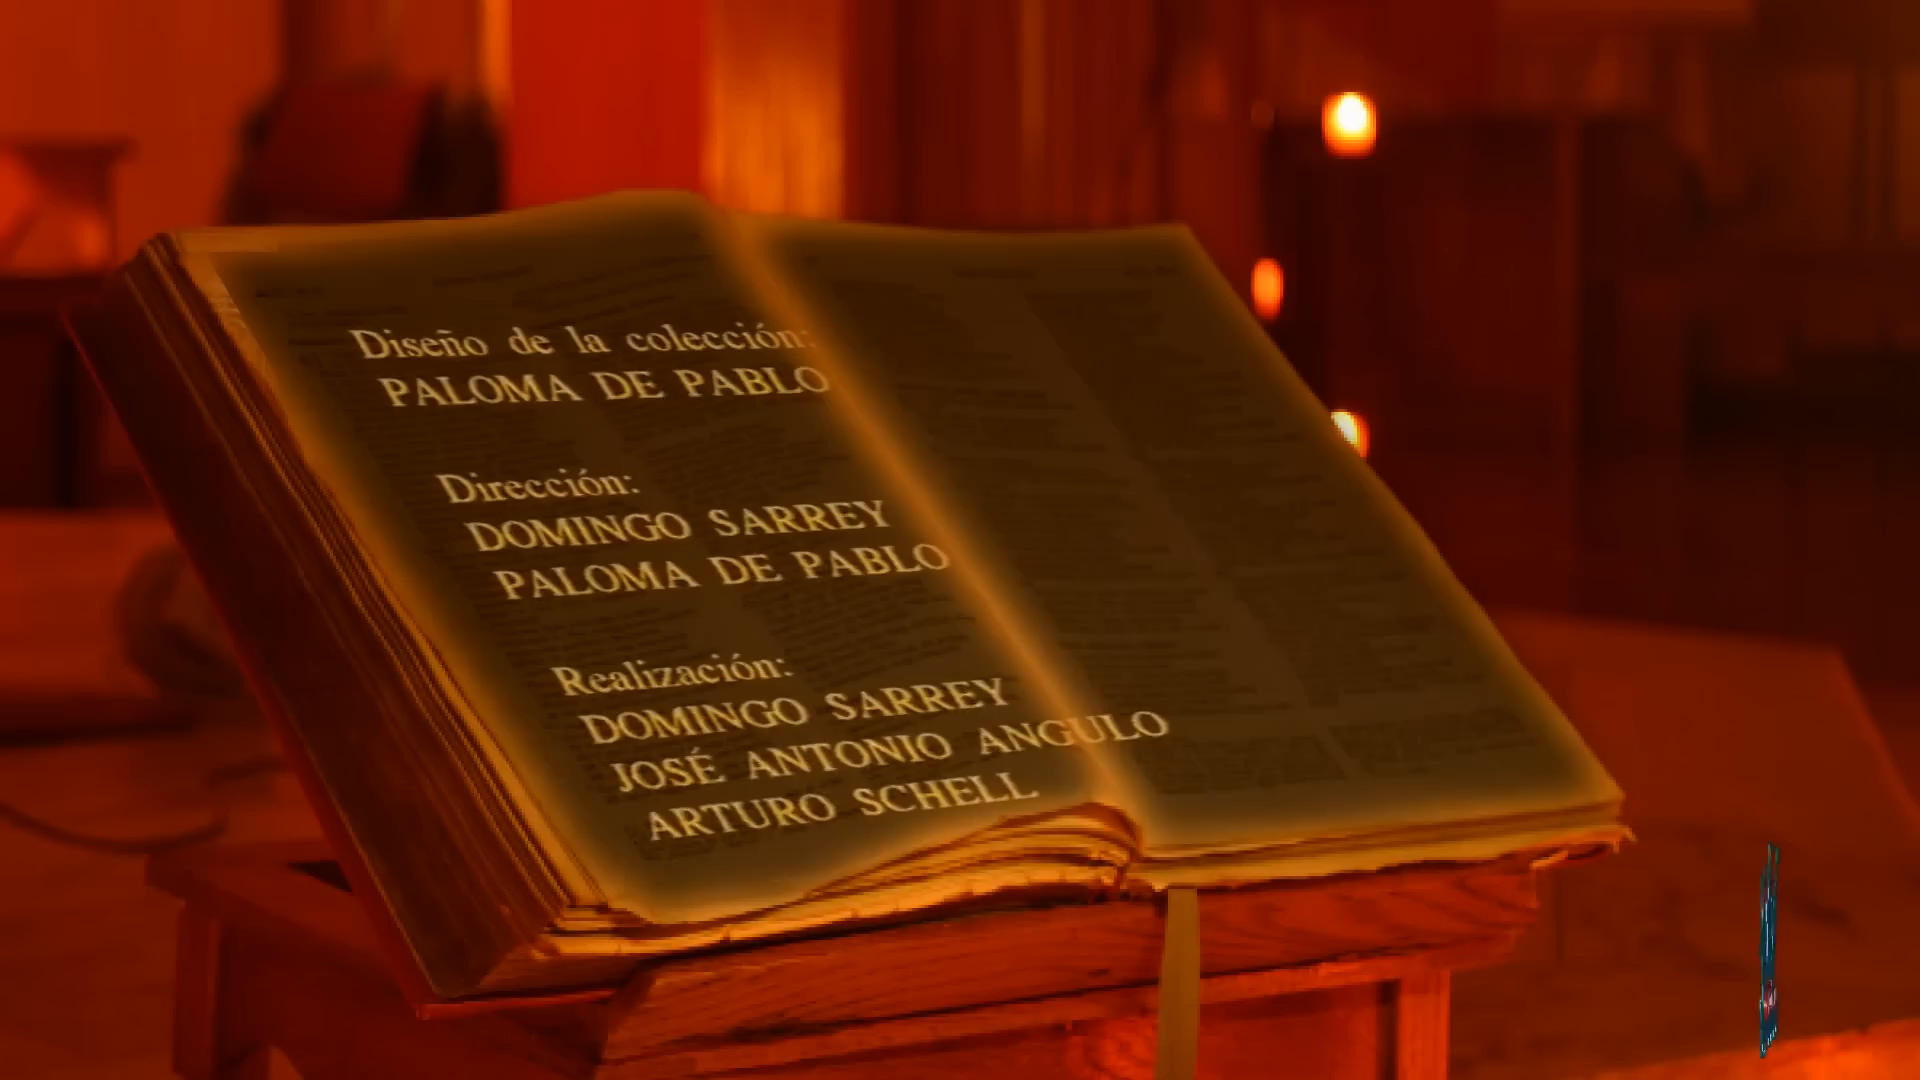 Diseño de la colección:
PALOMA DE PABLO
Dirección:
DOMINGO SARREY
PALOMA DE PABLO
Realización:
DOMINGO SARREY
JOSÉ ANTONIO ANGULO
ARTURO SCHELL